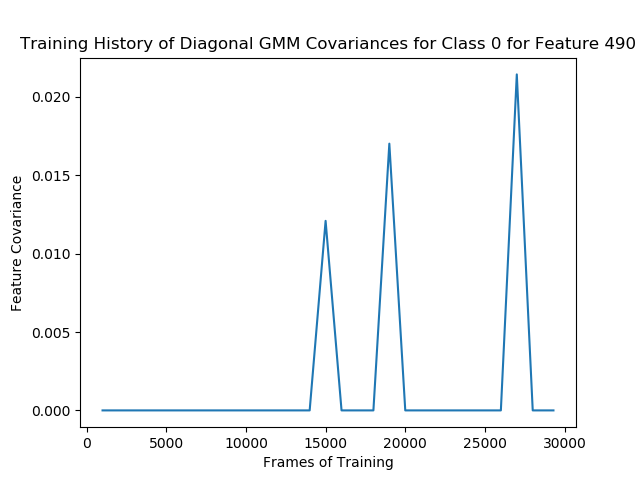 Training History of Diagonal GMM Covariances for Class 0 for Feature 490
0.020
0.015
0.010
0.005
0.000
Feature Covariance
0 5000 10000 15000 20000 25000 30000
Frames of Training